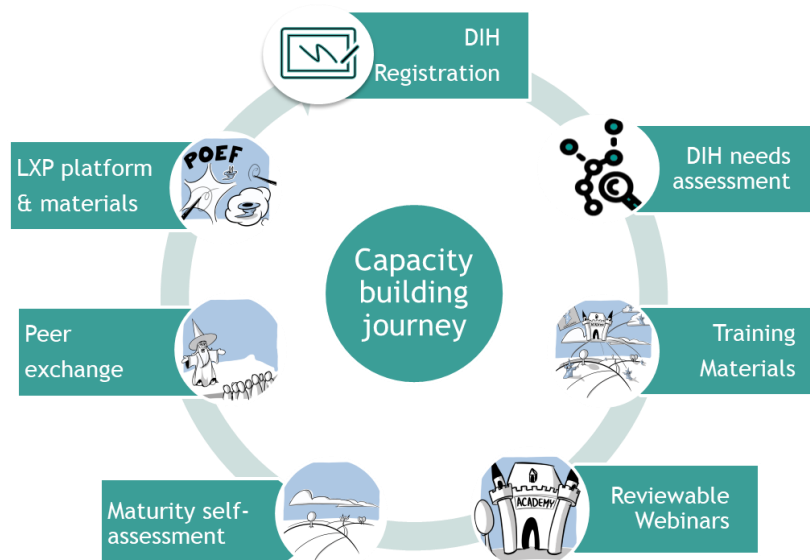 DIH
Registration
DIH needs
assessment
Training
Materials
ACADEMY
Reviewable
Webinars
Maturity self-
assessment
Peer
exchange
LXP platform
& materials
POEF
Capacity
building
journey